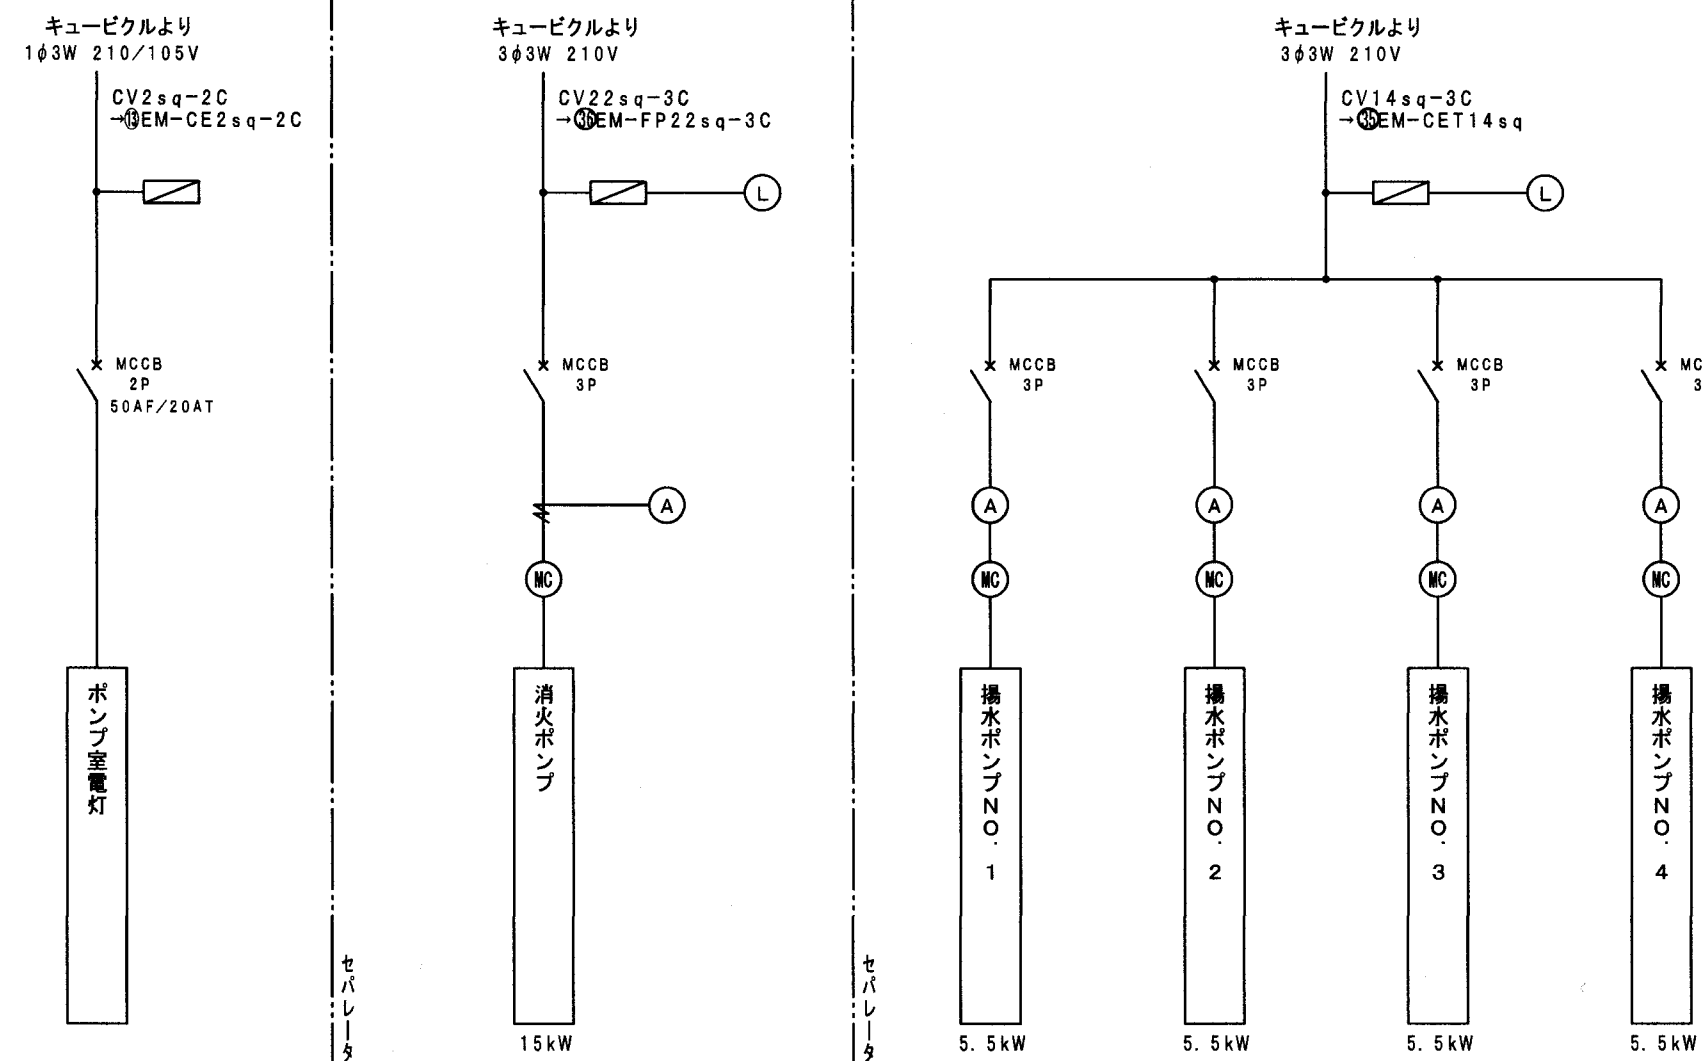 キュービクルより
1φ3W 210/105V
CV2sq-2C
→⑬EM-CE2sq-2C
MCCB
2P
50AF/20AT
ポンプ室電灯
セパレータ
キュービクルより
3φ3W 210V
CV22sq-3C
→㊱EM-FP22sq-3C
L
MCCB
3P
A
MC
消火ポンプ
15kW
セパレータ
キュービクルより
3φ3W 210V
CV14sq-3C
→㉟EM-CET14sq
L
MCCB
3P
A
MC
揚水ポンプNO.1
5.5kW
MCCB
3P
A
MC
揚水ポンプNO.2
5.5kW
MCCB
3P
A
MC
揚水ポンプNO.3
5.5kW
MC
3
A
MC
揚水ポンプNO.4
5.5kW